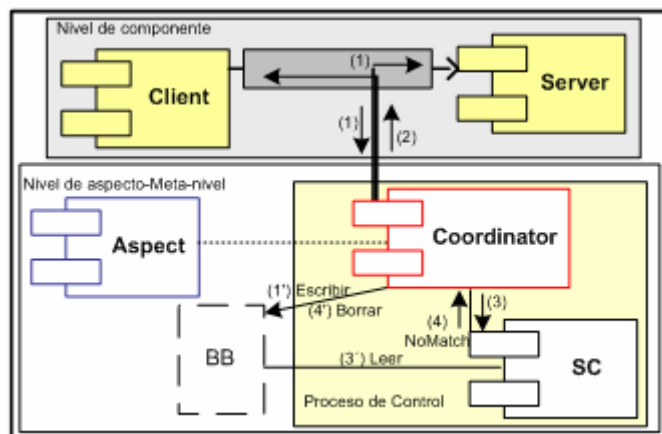 Nivel de componente
(1)
Client
Server
(1)
(2)
Nivel de aspecto-Meta-nivel
Aspect
Coordinator
(1') Escribir
(4') Borrar
(4)
(3)
NoMatch
BB
(3´) Leer
SC
Proceso de Control